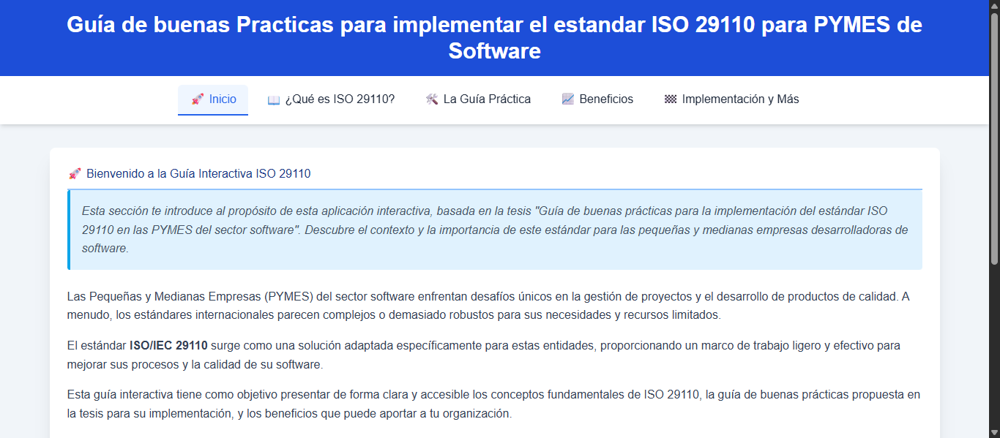 Guía de buenas Practicas para implementar el estandar ISO 29110 para PYMES de
Software
🚀 Inicio
📖 ¿Qué es ISO 29110?
🛠️ La Guía Práctica
📈 Beneficios
🏁 Implementación y Más
🚀 Bienvenido a la Guía Interactiva ISO 29110
Esta sección te introduce al propósito de esta aplicación interactiva, basada en la tesis "Guía de buenas prácticas para la implementación del estándar ISO
29110 en las PYMES del sector software". Descubre el contexto y la importancia de este estándar para las pequeñas y medianas empresas desarrolladoras de
software.
Las Pequeñas y Medianas Empresas (PYMES) del sector software enfrentan desafíos únicos en la gestión de proyectos y el desarrollo de productos de calidad. A
menudo, los estándares internacionales parecen complejos o demasiado robustos para sus necesidades y recursos limitados.
El estándar ISO/IEC 29110 surge como una solución adaptada específicamente para estas entidades, proporcionando un marco de trabajo ligero y efectivo para
mejorar sus procesos y la calidad de su software.
Esta guía interactiva tiene como objetivo presentar de forma clara y accesible los conceptos fundamentales de ISO 29110, la guía de buenas prácticas propuesta en
la tesis para su implementación, y los beneficios que puede aportar a tu organización.